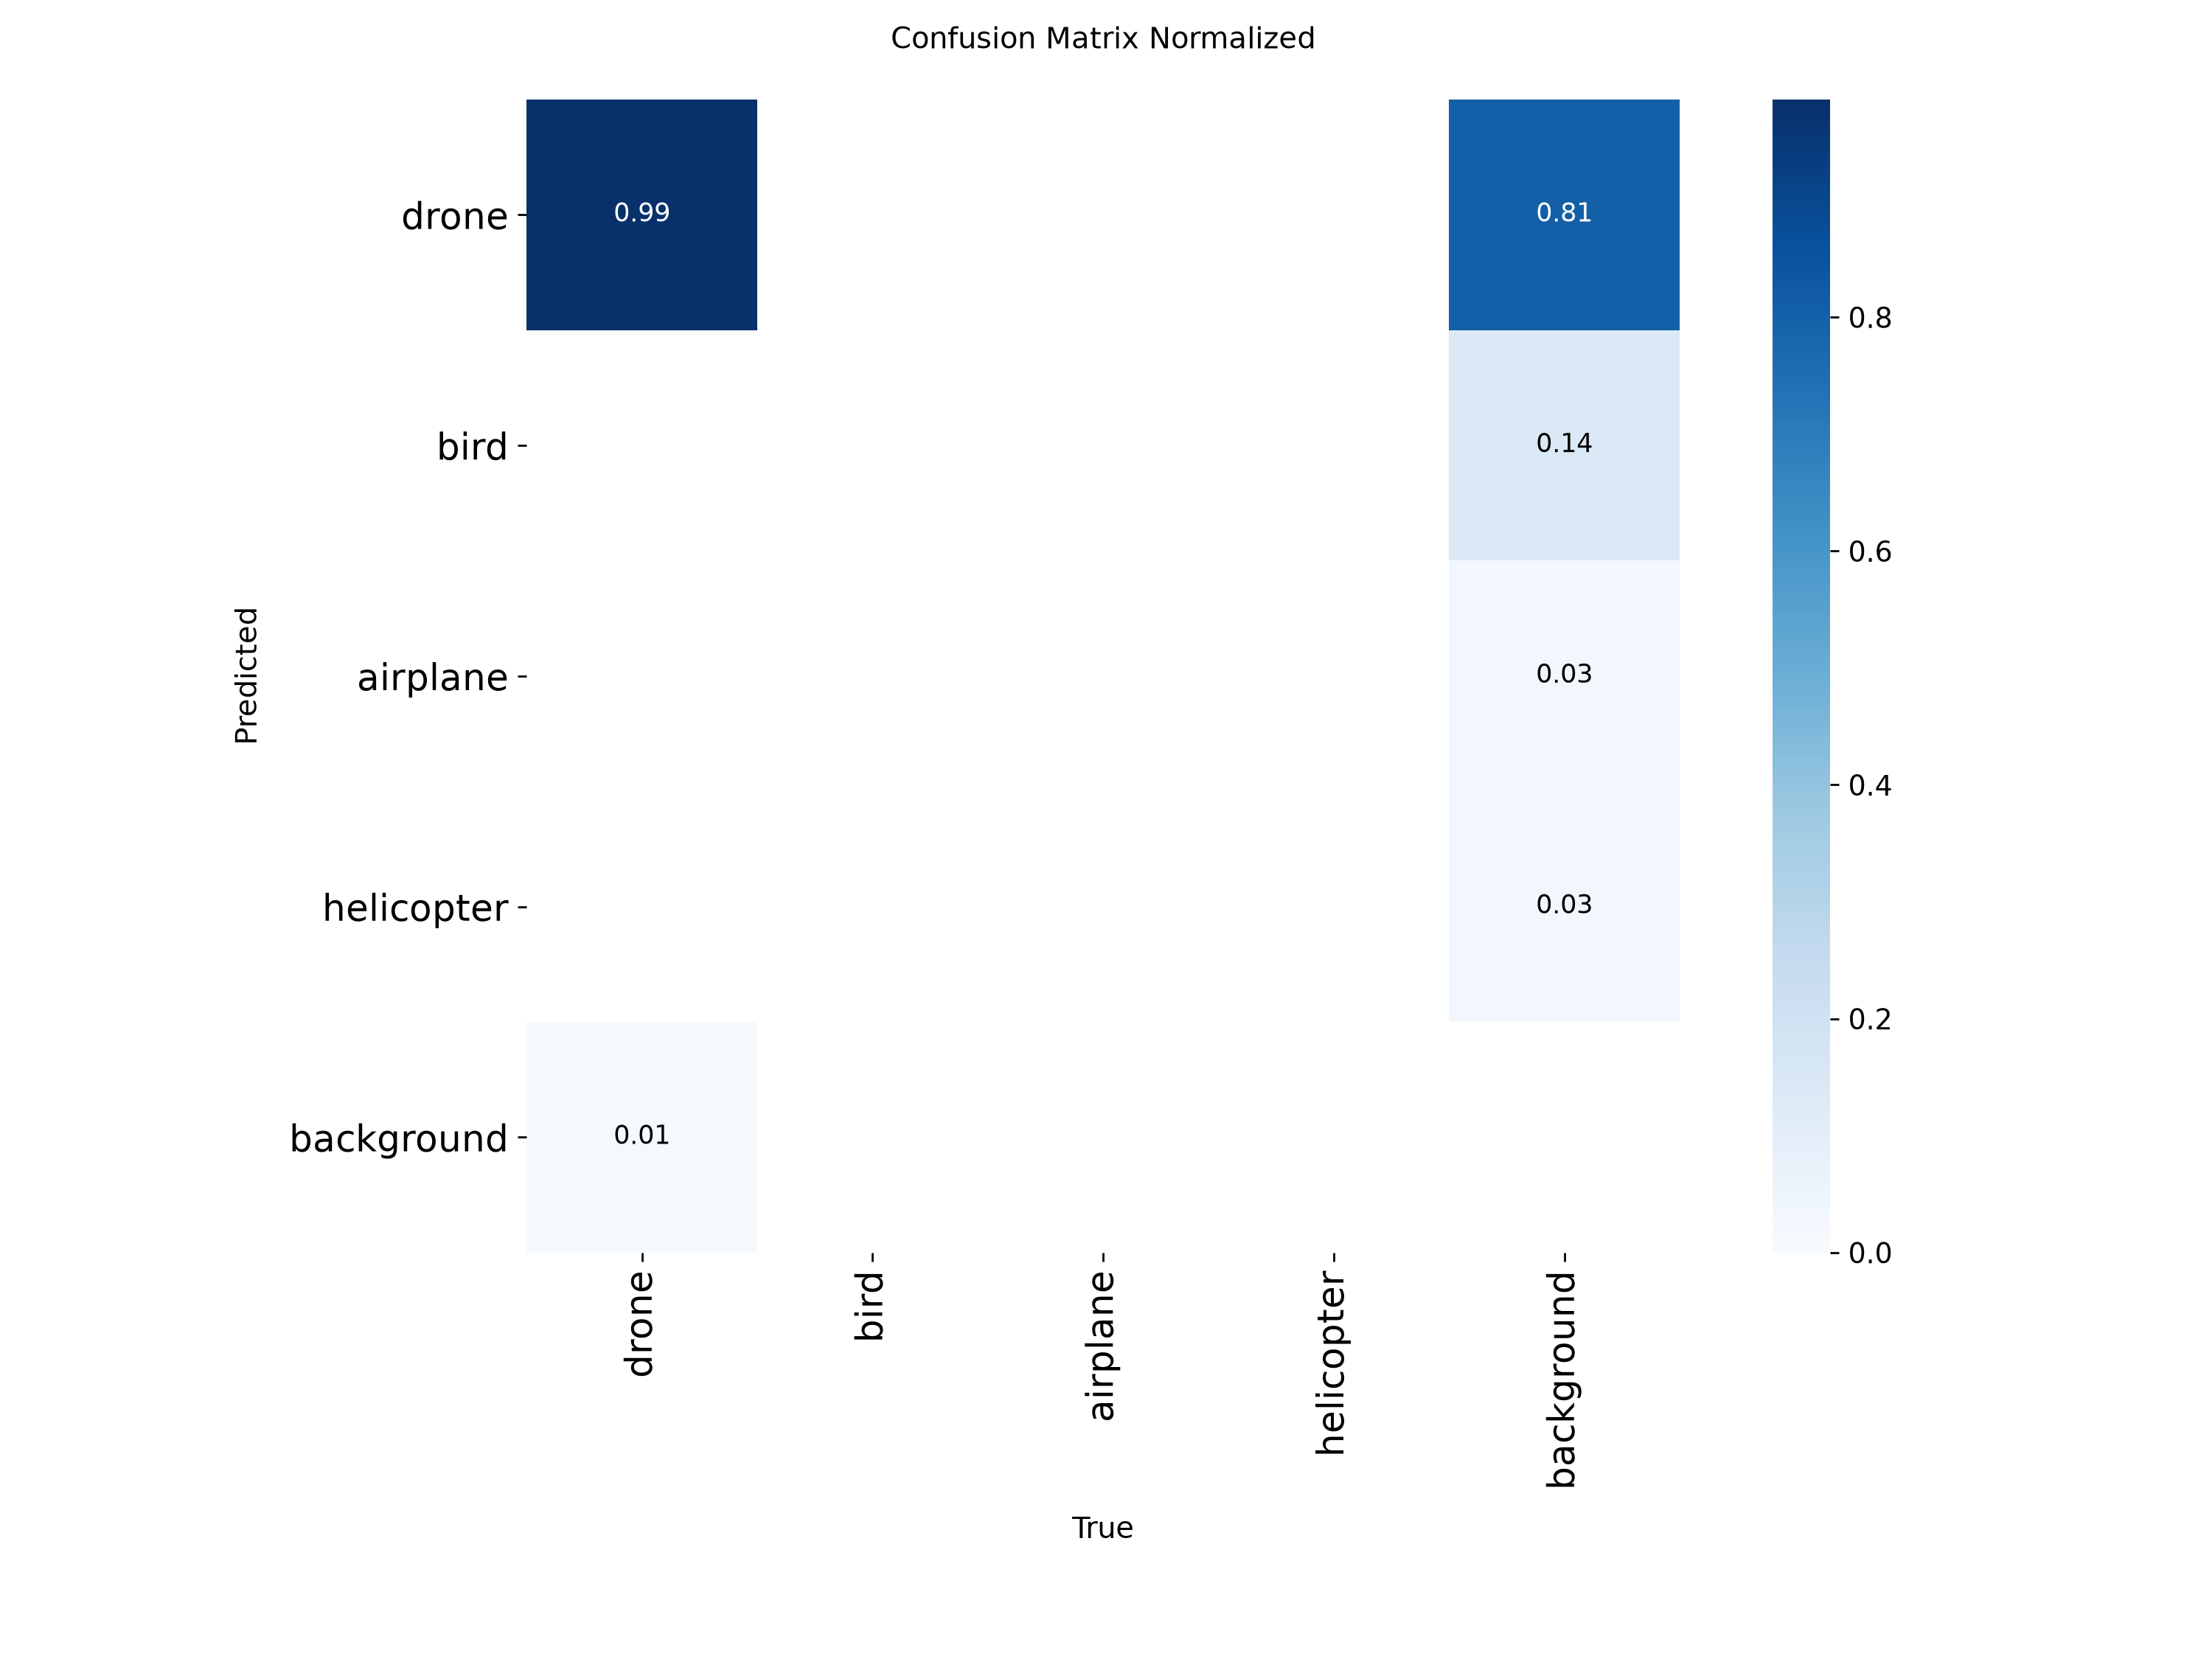 Confusion Matrix Normalized
drone
0.99
0.81
0.8
bird
0.14
0.6
Predicted
airplane
0.03
0.4
helicopter
0.03
0.2
background
0.01
0.0
drone
bird
airplane
helicopter
background
True